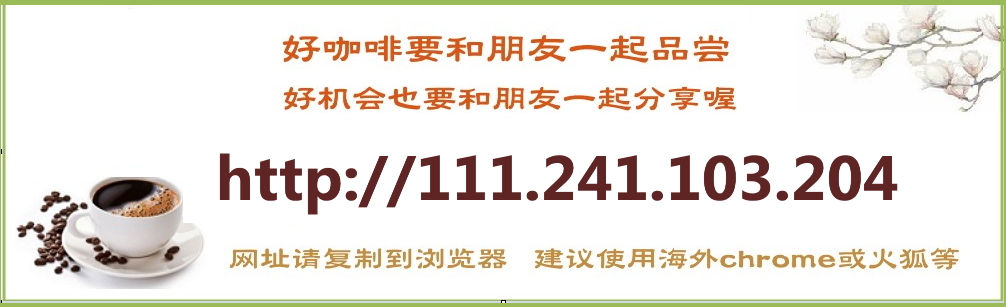 好咖啡要和朋友一起品尝
好机会也要和朋友一起分享喔
http://111.241.103.204
网址请复制到浏览器 建议使用海外chrome或火狐等